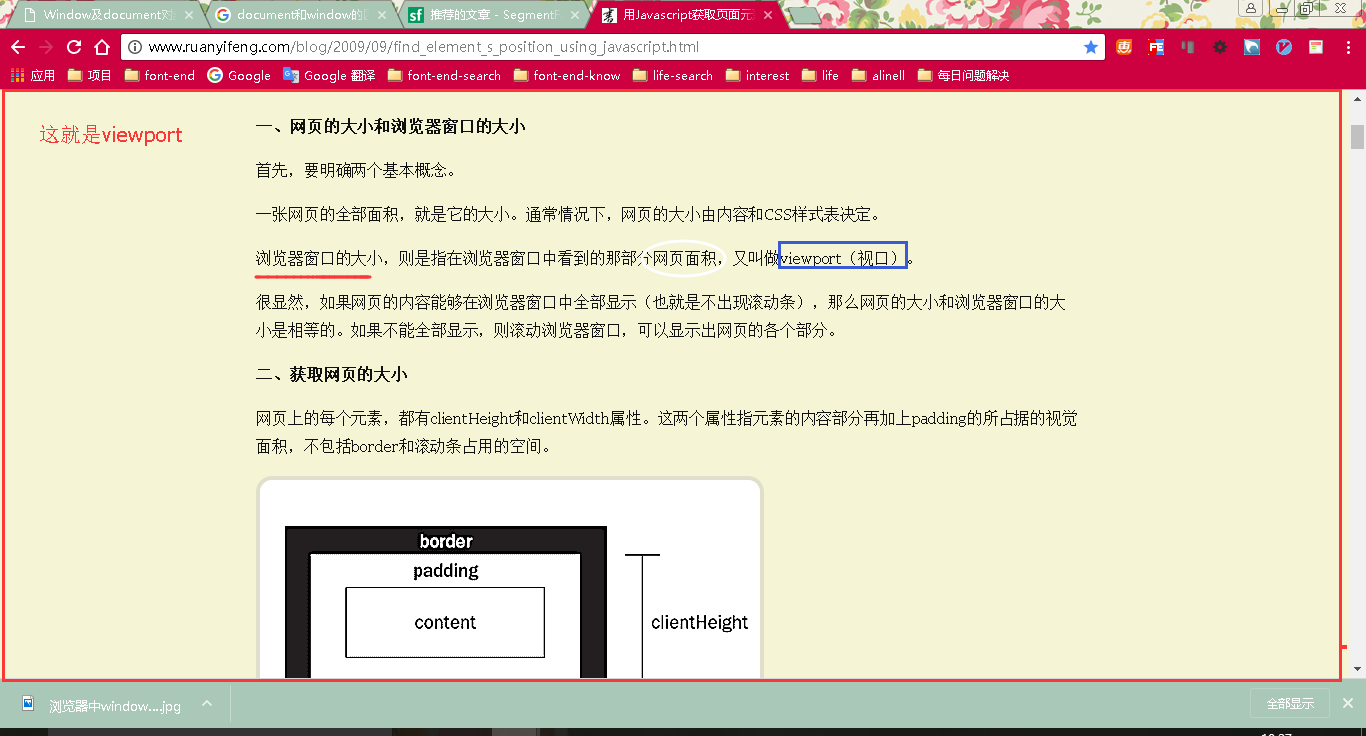 Window及document对
document和window的
推荐的文章 - SegmentF
用Javascript获取页面元
www.ruanyifeng.com/blog/2009/09/find_element_s_position_using_javascript.html
应用 项目 font-end Google Google 翻译 font-end-search font-end-know life-search interest life alinell 每日问题解决
这就是viewport
一、网页的大小和浏览器窗口的大小
首先，要明确两个基本概念。
一张网页的全部面积，就是它的大小。通常情况下，网页的大小由内容和CSS样式表决定。
浏览器窗口的大小，则是指在浏览器窗口中看到的那部分网页面积，又叫做viewport（视口）。
很显然，如果网页的内容能够在浏览器窗口中全部显示（也就是不出现滚动条），那么网页的大小和浏览器窗口的大
小是相等的。如果不能全部显示，则滚动浏览器窗口，可以显示出网页的各个部分。
二、获取网页的大小
网页上的每个元素，都有clientHeight和clientWidth属性。这两个属性指元素的内容部分再加上padding的所占据的视觉
面积，不包括border和滚动条占用的空间。
border
padding
content
clientHeight
浏览器中window....jpg
全部显示